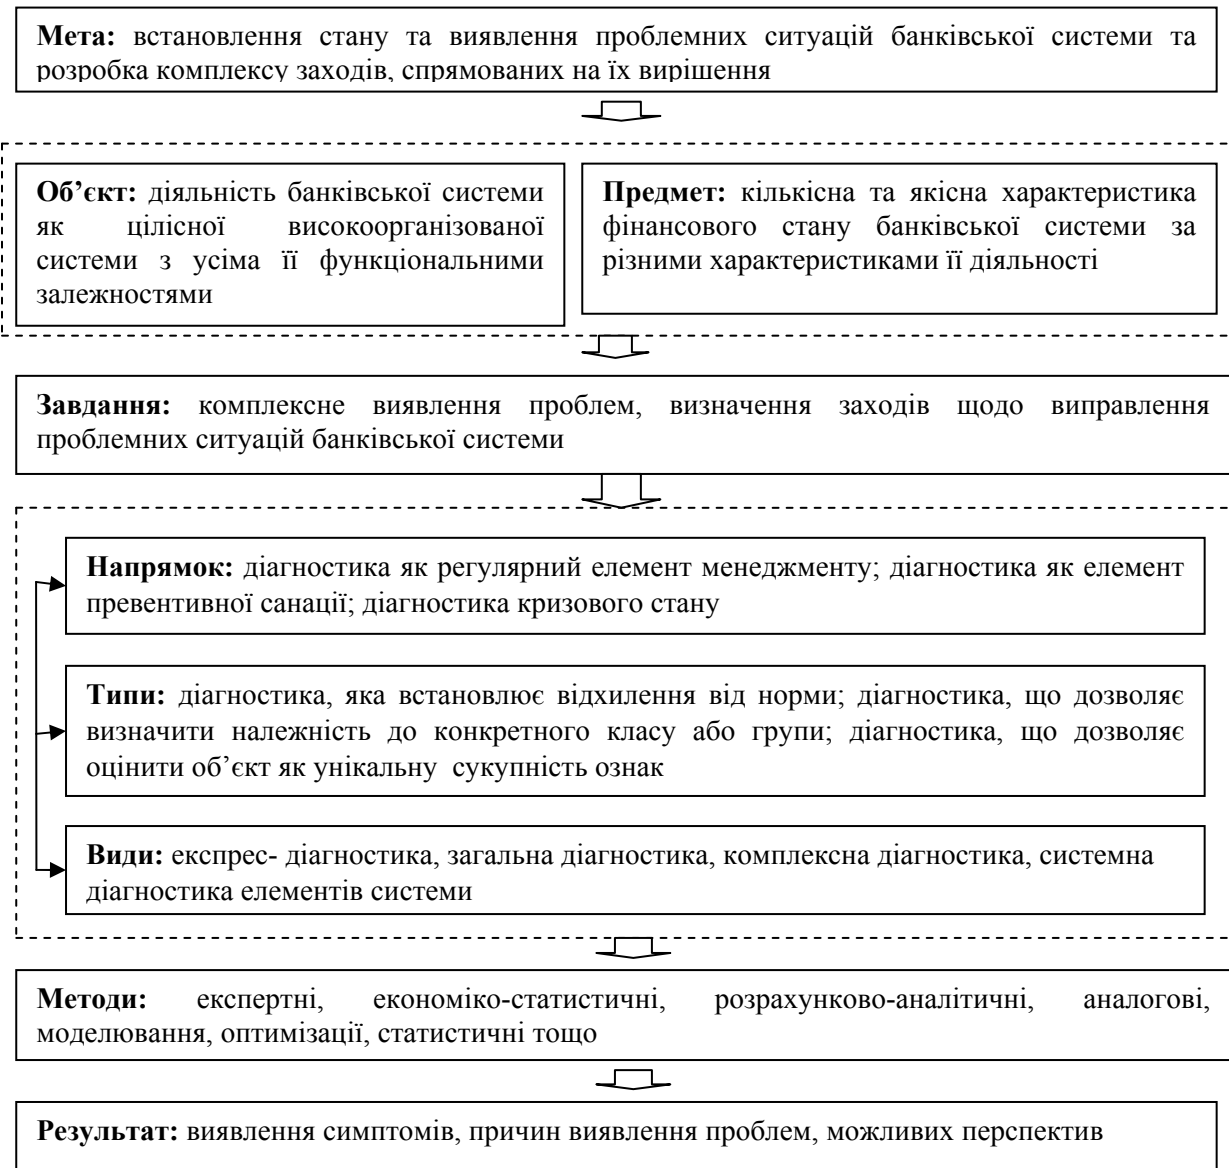 Мета: встановлення стану та виявлення проблемних ситуацій банківської системи та
розробка комплексу заходів, спрямованих на їх вирішення
Об’єкт: діяльність банківської системи
як цілісної високоорганізованої
системи з усіма її функціональними
залежностями
Предмет: кількісна та якісна характеристика
фінансового стану банківської системи за
різними характеристиками її діяльності
Завдання: комплексне виявлення проблем, визначення заходів щодо виправлення
проблемних ситуацій банківської системи
Напрямок: діагностика як регулярний елемент менеджменту; діагностика як елемент
превентивної санації; діагностика кризового стану
Типи: діагностика, яка встановлює відхилення від норми; діагностика, що дозволяє
визначити належність до конкретного класу або групи; діагностика, що дозволяє
оцінити об’єкт як унікальну сукупність ознак
Види: експрес- діагностика, загальна діагностика, комплексна діагностика, системна
діагностика елементів системи
Методи: експертні, економіко-статистичні, розрахунково-аналітичні, аналогові,
моделювання, оптимізації, статистичні тощо
Результат: виявлення симптомів, причин виявлення проблем, можливих перспектив